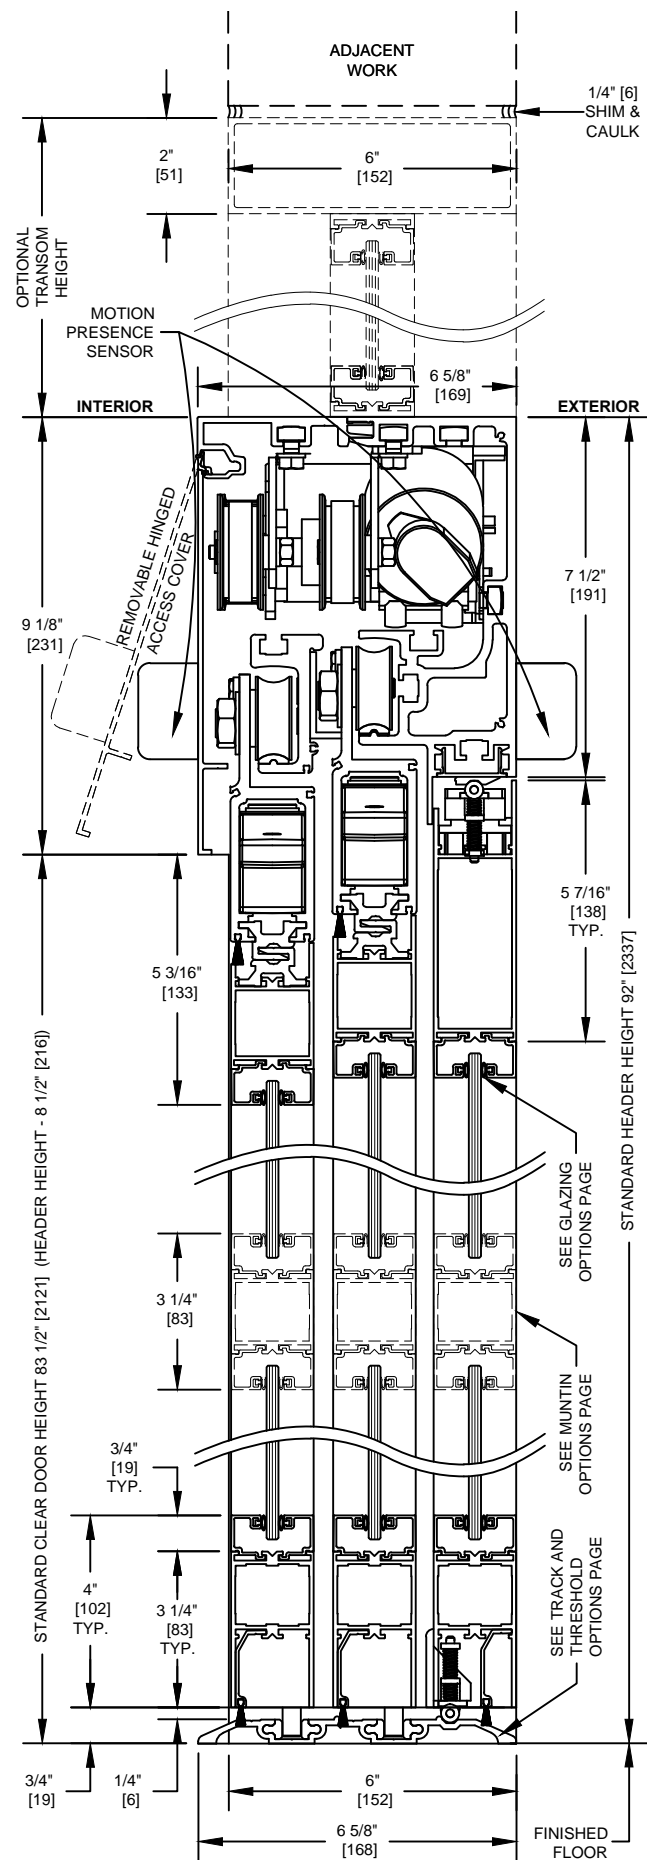 ADJACENT
WORK
1/4" [6]
SHIM &
CAULK
2"
[51]
6"
[152]
OPTIONAL
TRANSOM
HEIGHT
MOTION
PRESENCE
SENSOR
6 5/8"
[169]
INTERIOR
EXTERIOR
REMOVABLE HINGED
ACCESS COVER
9 1/8"
[231]
7 1/2"
[191]
5 7/16"
[138]
TYP.
5 3/16"
[133]
STANDARD CLEAR DOOR HEIGHT 83 1/2" [2121] (HEADER HEIGHT - 8 1/2" [216])
STANDARD HEADER HEIGHT 92" [2337]
SEE GLAZING
OPTIONS PAGE
3 1/4"
[83]
SEE MUNTIN
OPTIONS PAGE
3/4"
[19]
TYP.
4"
[102]
TYP.
3 1/4"
[83]
TYP.
SEE TRACK AND
THRESHOLD
OPTIONS PAGE
3/4"
[19]
1/4"
[6]
6"
[152]
6 5/8"
[168]
FINISHED
FLOOR